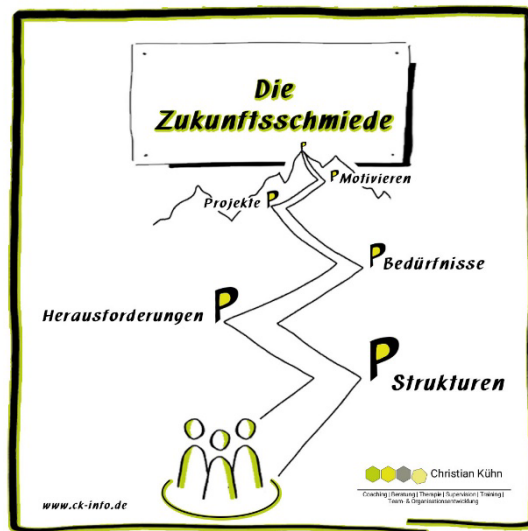 Die
Zukunftsschmiede
Motivieren
Projekte
Bedürfnisse
Herausforderungen
Strukturen
Christian Kühn
Coaching | Beratung | Therapie | Supervision | Training |
Team & Organisationsentwicklung
www.ck-info.de